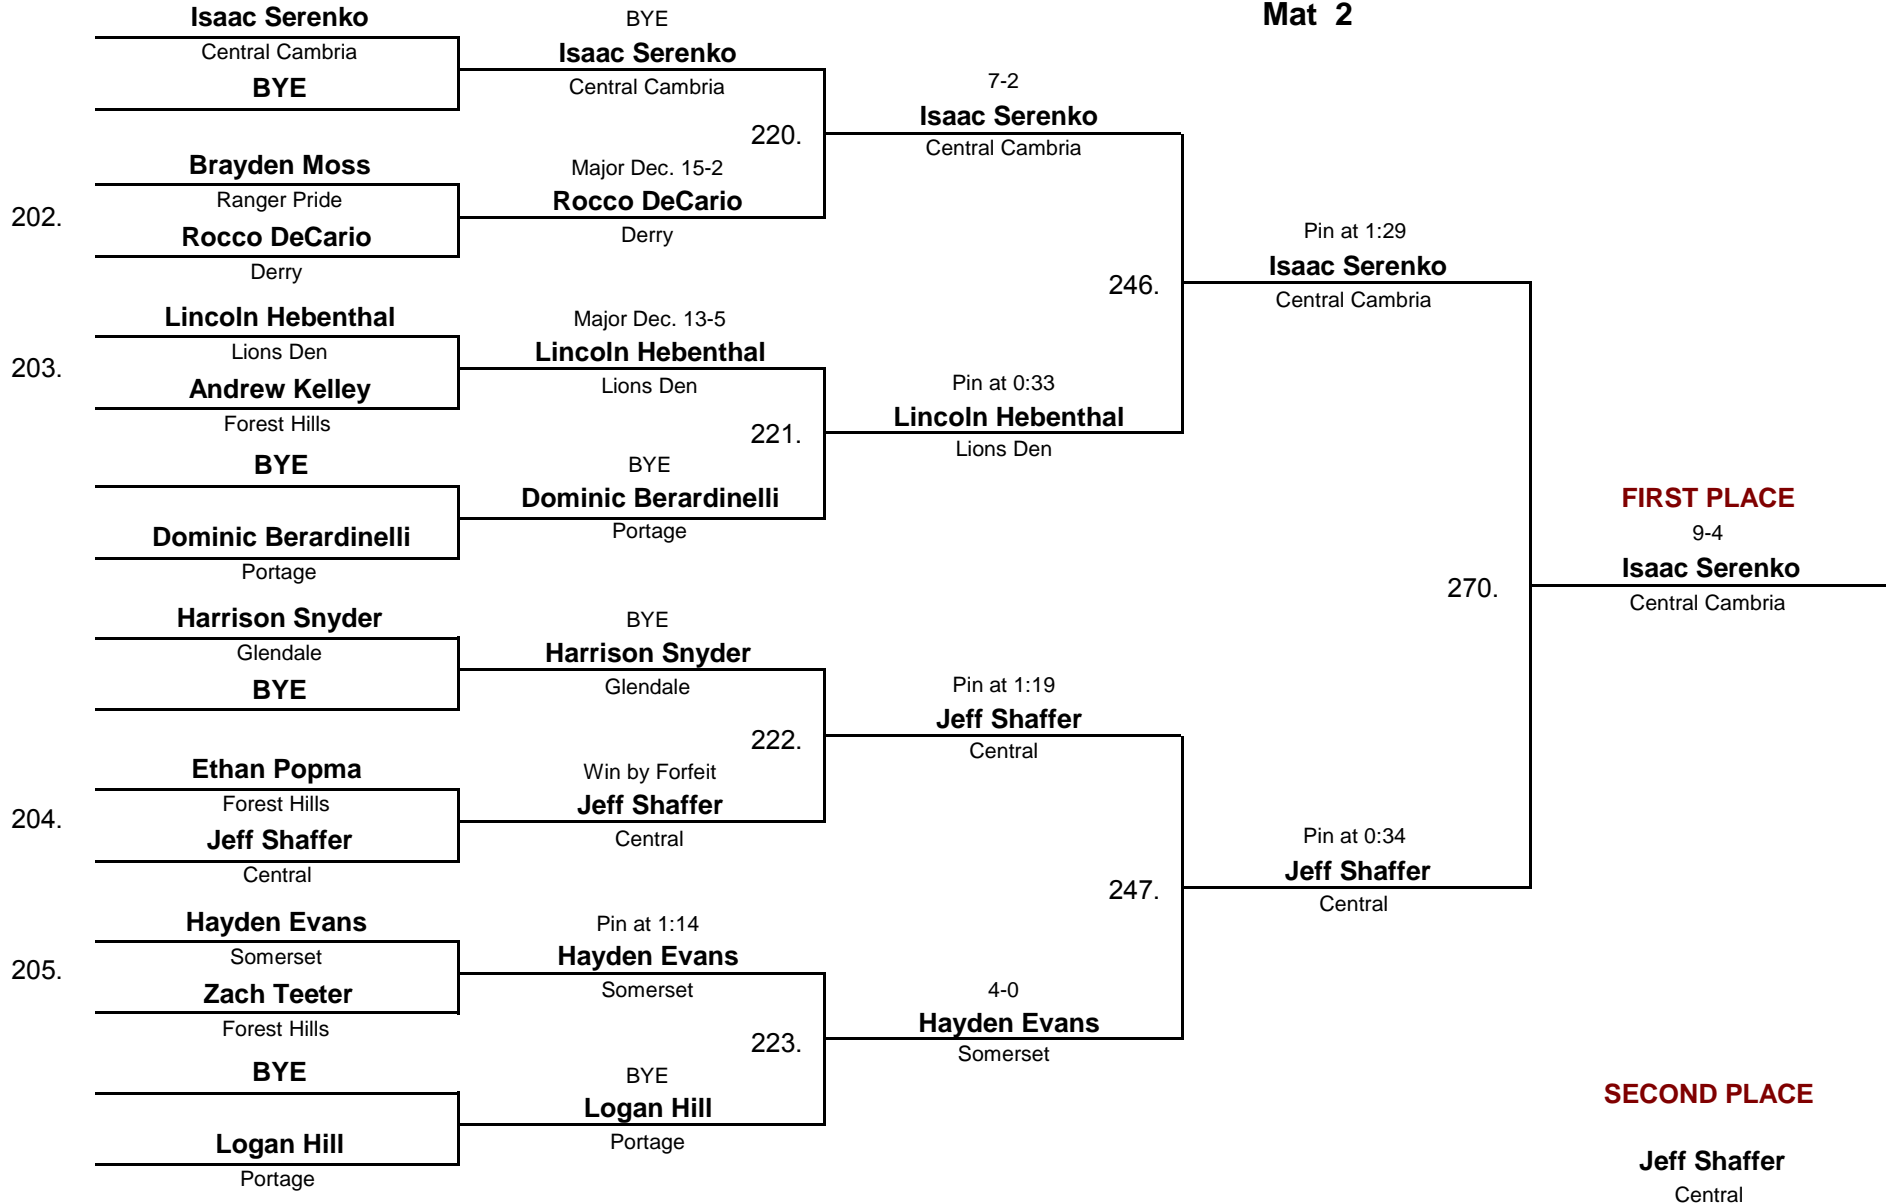 Mat 2
Isaac Serenko
Central Cambria
BYE
202.
Brayden Moss
Ranger Pride
Rocco DeCario
Derry
203.
Lincoln Hebenthal
Lions Den
Andrew Kelley
Forest Hills
BYE
Dominic Berardinelli
Portage
Harrison Snyder
Glendale
BYE
204.
Ethan Popma
Forest Hills
Jeff Shaffer
Central
205.
Hayden Evans
Somerset
Zach Teeter
Forest Hills
BYE
Logan Hill
Portage
BYE
Isaac Serenko
Central Cambria
220.
Major Dec. 15-2
Rocco DeCario
Derry
Major Dec. 13-5
Lincoln Hebenthal
Lions Den
221.
BYE
Dominic Berardinelli
Portage
BYE
Harrison Snyder
Glendale
222.
Win by Forfeit
Jeff Shaffer
Central
Pin at 1:14
Hayden Evans
Somerset
223.
BYE
Logan Hill
Portage
7-2
Isaac Serenko
Central Cambria
246.
Pin at 0:33
Lincoln Hebenthal
Lions Den
Pin at 1:19
Jeff Shaffer
Central
247.
4-0
Hayden Evans
Somerset
Pin at 1:29
Isaac Serenko
Central Cambria
270.
Pin at 0:34
Jeff Shaffer
Central
FIRST PLACE
9-4
Isaac Serenko
Central Cambria
SECOND PLACE
Jeff Shaffer
Central